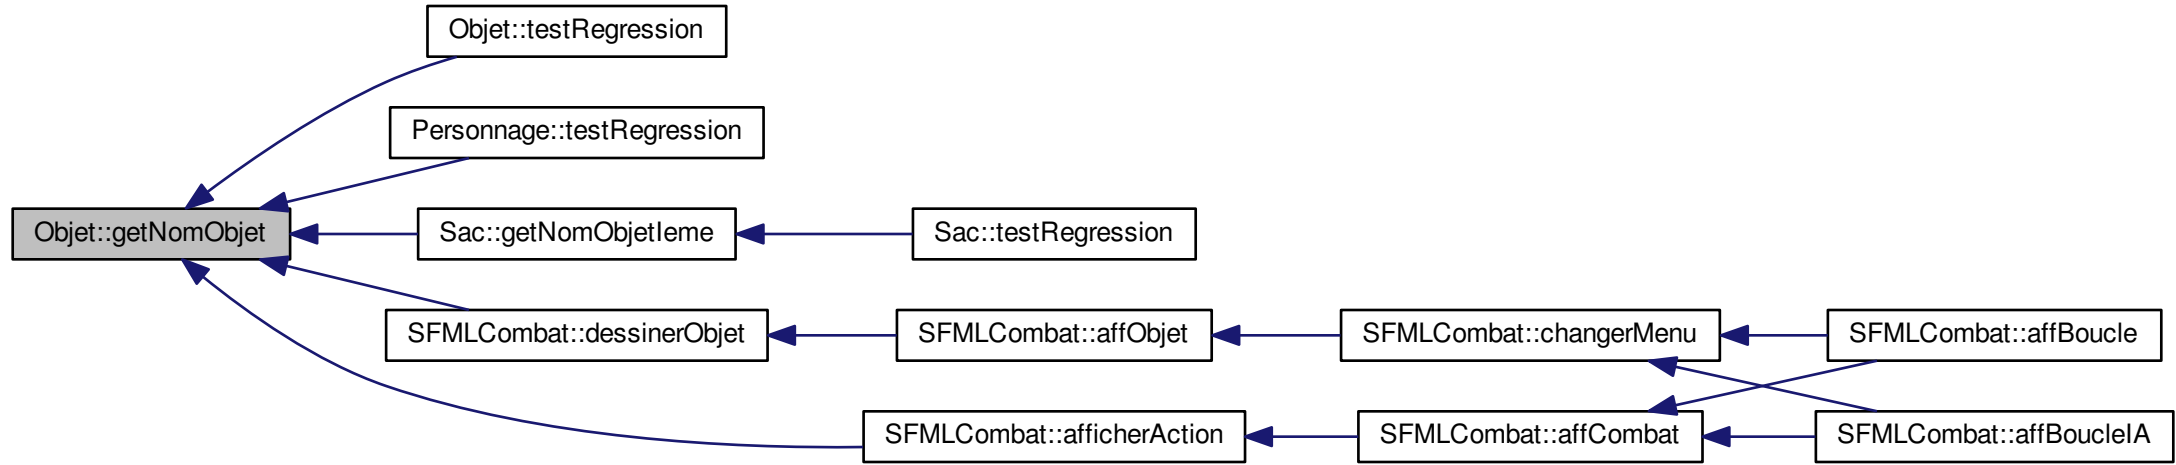 Objet::testRegression
Personnage::testRegression
Objet::getNomObjet
Sac::getNomObjetIeme
Sac::testRegression
SFMLCombat::dessinerObjet
SFMLCombat::affObjet
SFMLCombat::changerMenu
SFMLCombat::affBoucle
SFMLCombat::afficherAction
SFMLCombat::affCombat
SFMLCombat::affBoucleIA